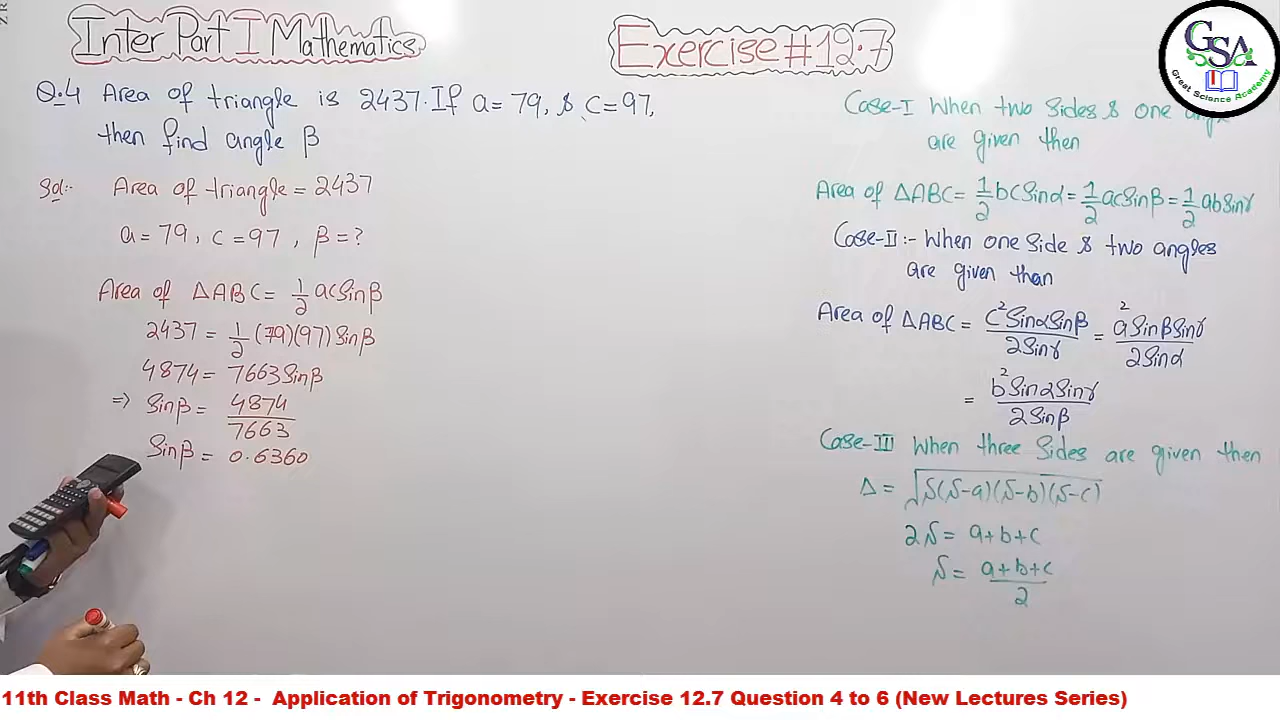 Inter Part I Mathematics
Exercise #12.7
GSA
Great Science Academy
Q.4 Area of triangle is 2437. If a = 79, & c = 97,
then find angle β
Sol:- Area of triangle = 2437
a = 79, c = 97, β = ?
Area of ΔABC = 1/2 ac Sinβ
2437 = 1/2 (79)(97) Sinβ
4874 = 7663 Sinβ
=> Sinβ = 4874/7663
Sinβ = 0.6360
Case-I When two Sides & one angle
are given then
Area of ΔABC = 1/2 bc Sinα = 1/2 ac Sinβ = 1/2 ab Sinγ
Case-II :- When one Side & two angles
are given than
Area of ΔABC = c² Sinα Sinβ / 2 Sinγ = a² Sinβ Sinγ / 2 Sinα
= b² Sinα Sinγ / 2 Sinβ
Case-III When three Sides are given then
Δ = √S(S-a)(S-b)(S-c)
2S = a+b+c
S = a+b+c / 2
11th Class Math - Ch 12 - Application of Trigonometry - Exercise 12.7 Question 4 to 6 (New Lectures Series)